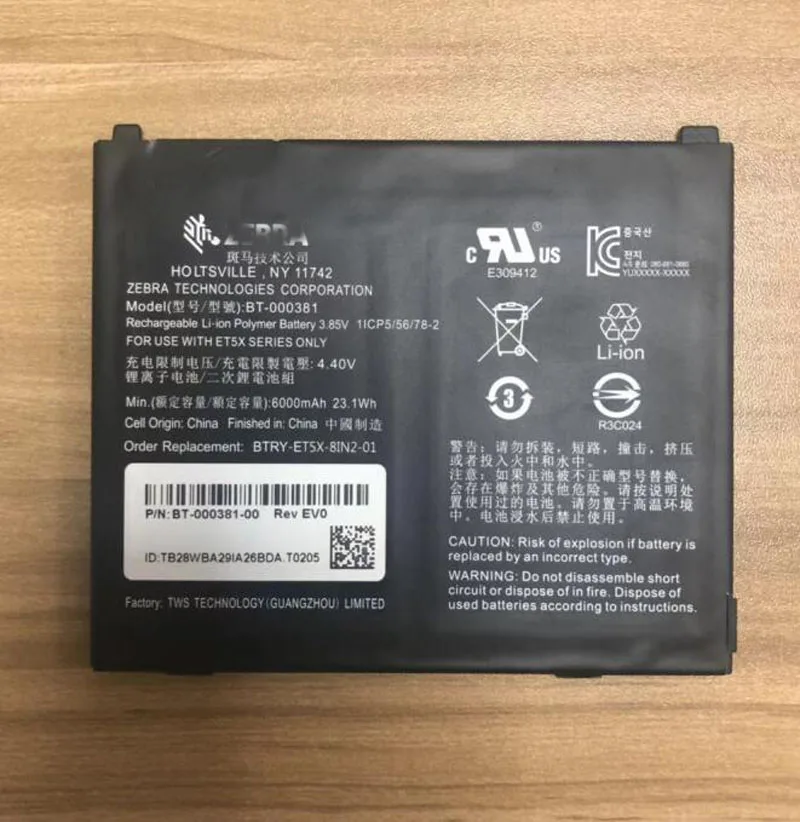 ZEBRA
斑马技术公司
HOLTSVILLE , NY 11742
ZEBRA TECHNOLOGIES CORPORATION
Model(型号/型號):BT-000381
Rechargeable Li-ion Polymer Battery 3.85V 1ICP5/56/78-2
FOR USE WITH ET5X SERIES ONLY
充电限制电压/充電限製電壓: 4.40V
锂离子电池/二次鋰電池組
Min.(额定容量/額定容量):6000mAh 23.1Wh
Cell Origin: China Finished in: China 中國制造
Order Replacement: BTRY-ET5X-8IN2-01
P/N: BT-000381-00 Rev EV0
ID:TB28WBA29IA26BDA.T0205
Factory: TWS TECHNOLOGY(GUANGZHOU) LIMITED
c RU US
®
E309412
중국산
전지
YUXXXXX-XXXXX
Li-ion
3
R3C024
警告: 请勿拆装, 短路, 撞击, 挤压
或者投入火中和水中。
注意: 如果电池被不正确型号替换,
会存在爆炸及其他危险。请按说明处
置使用过的电池。请勿置于高温环境
中。电池浸水后禁止使用。
CAUTION: Risk of explosion if battery is
replaced by an incorrect type.
WARNING: Do not disassemble short
circuit or dispose of in fire. Dispose of
used batteries according to instructions.